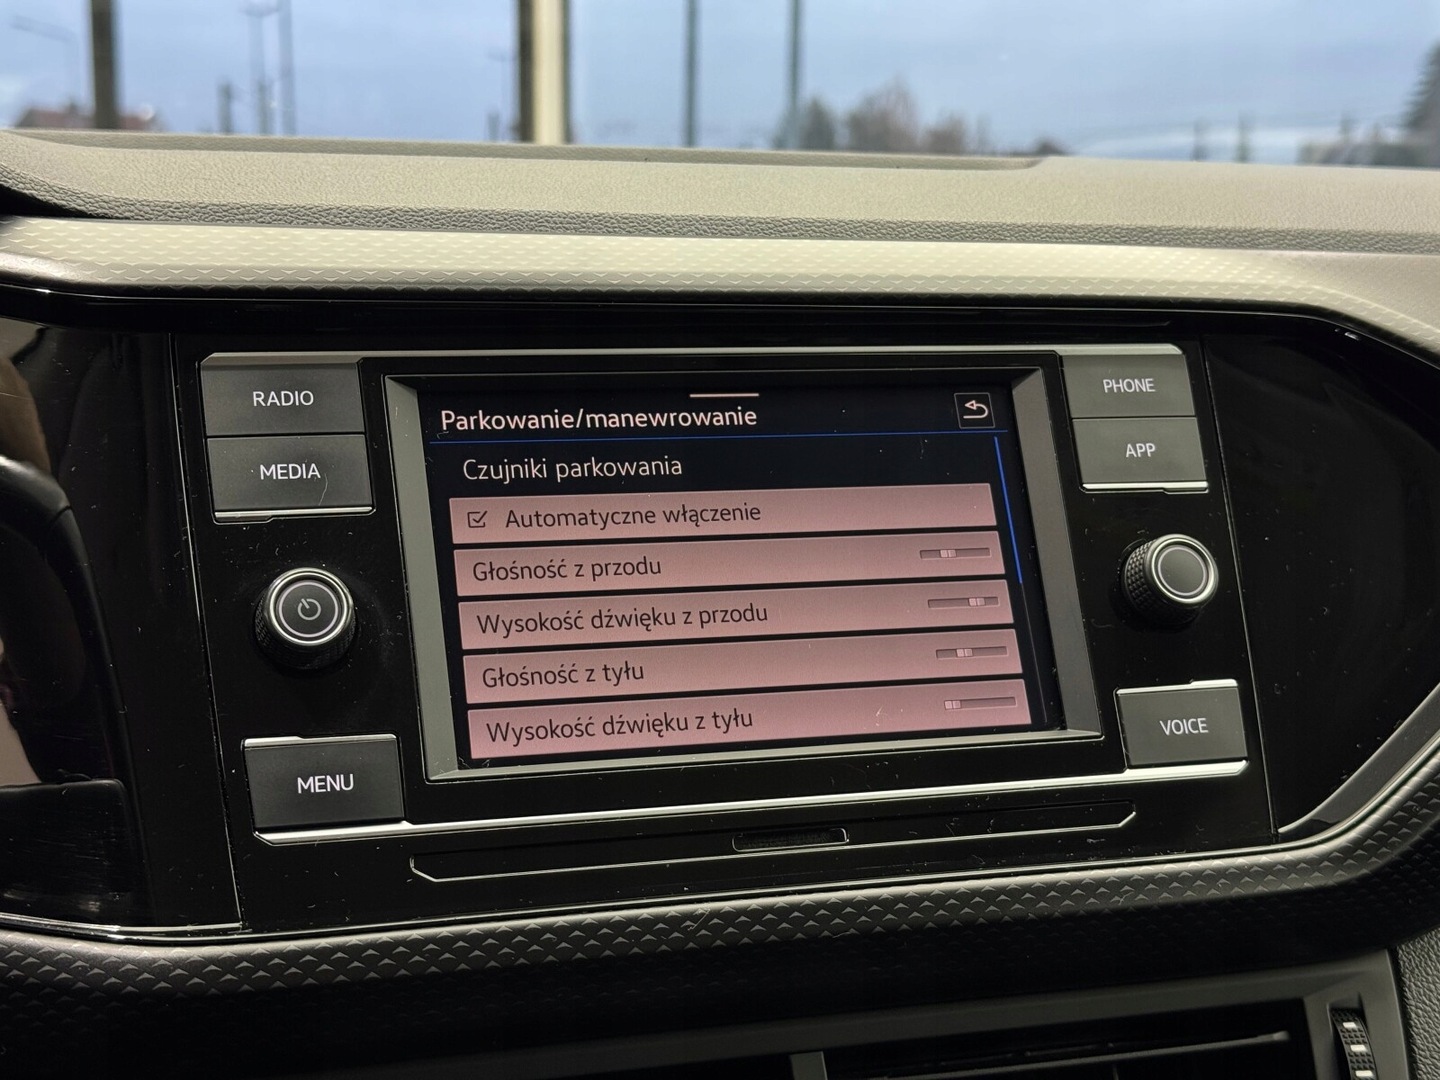 RADIO
MEDIA
MENU
Parkowanie/manewrowanie
Czujniki parkowania
Automatyczne włączenie
Głośność z przodu
Wysokość dźwięku z przodu
Głośność z tyłu
Wysokość dźwięku z tyłu
PHONE
APP
VOICE